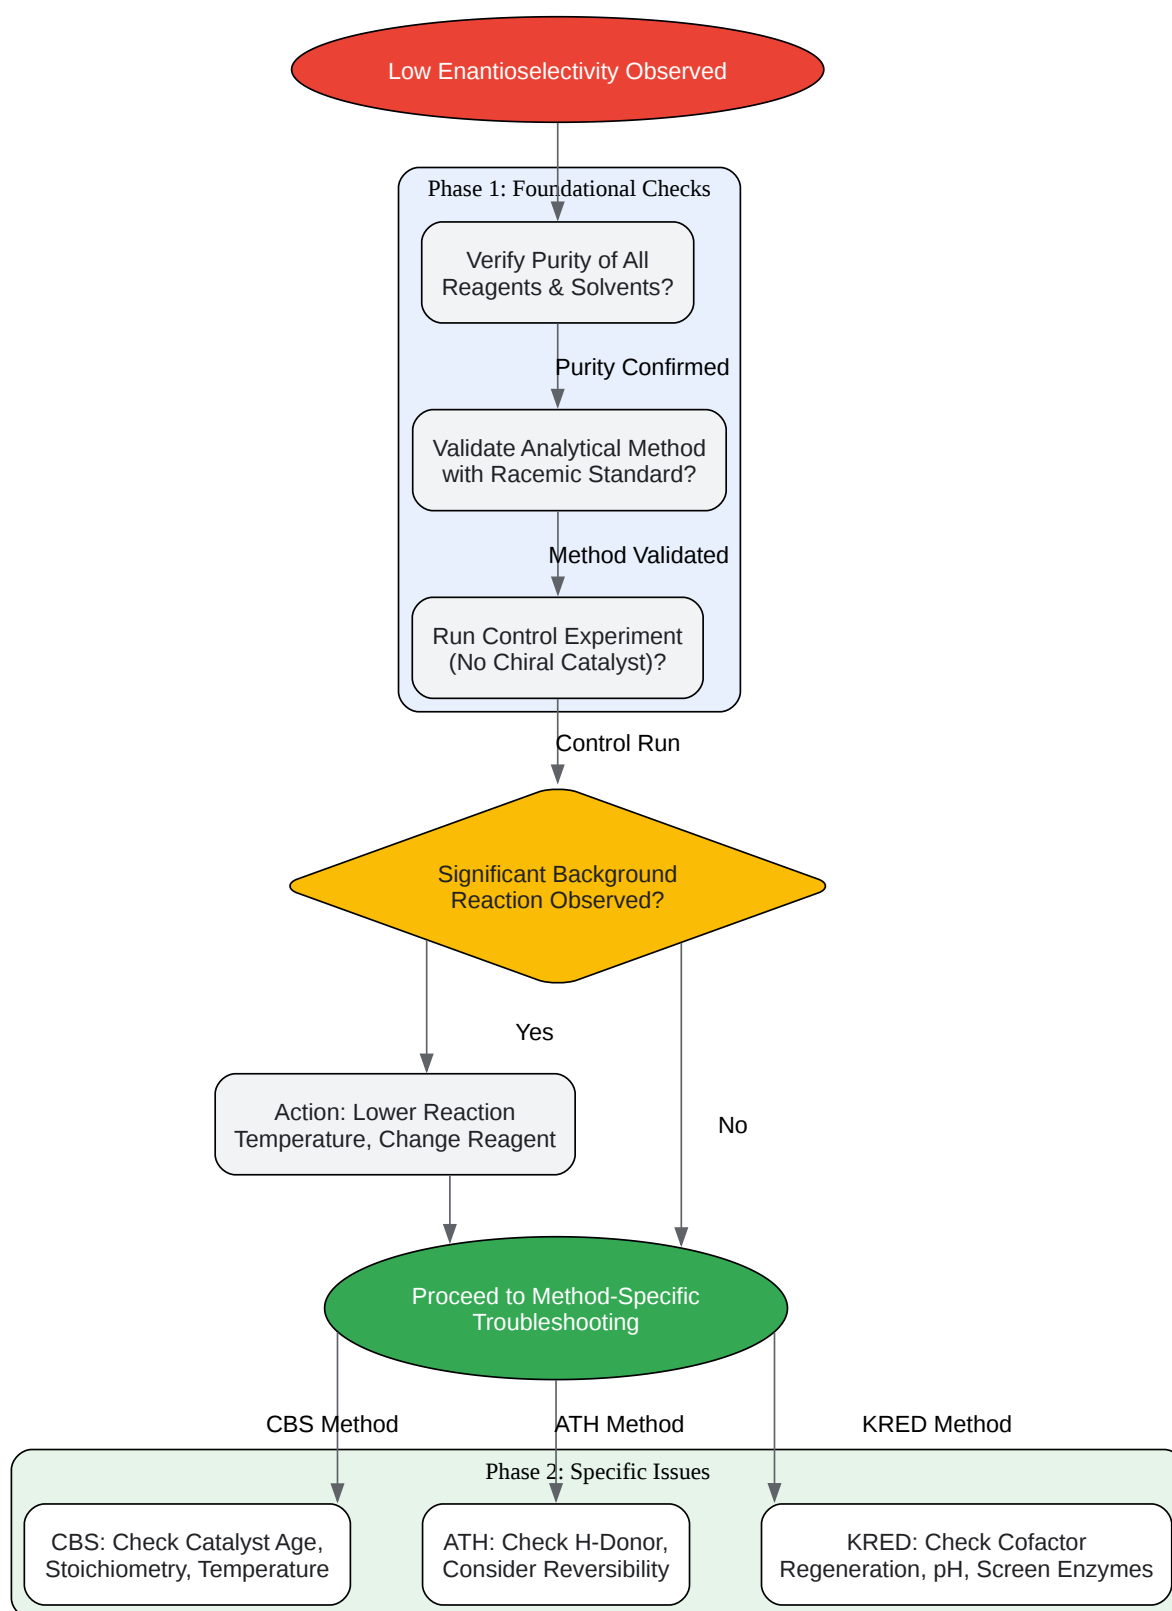 Low Enantioselectivity Observed
Phase 1: Foundational Checks
Verify Purity of All
Reagents & Solvents?
Purity Confirmed
Validate Analytical Method
with Racemic Standard?
Method Validated
Run Control Experiment
(No Chiral Catalyst)?
Control Run
Significant Background
Reaction Observed?
Yes
Action: Lower Reaction
Temperature, Change Reagent
No
Proceed to Method-Specific
Troubleshooting
CBS Method
ATH Method
KRED Method
Phase 2: Specific Issues
CBS: Check Catalyst Age,
Stoichiometry, Temperature
ATH: Check H-Donor,
Consider Reversibility
KRED: Check Cofactor
Regeneration, pH, Screen Enzymes